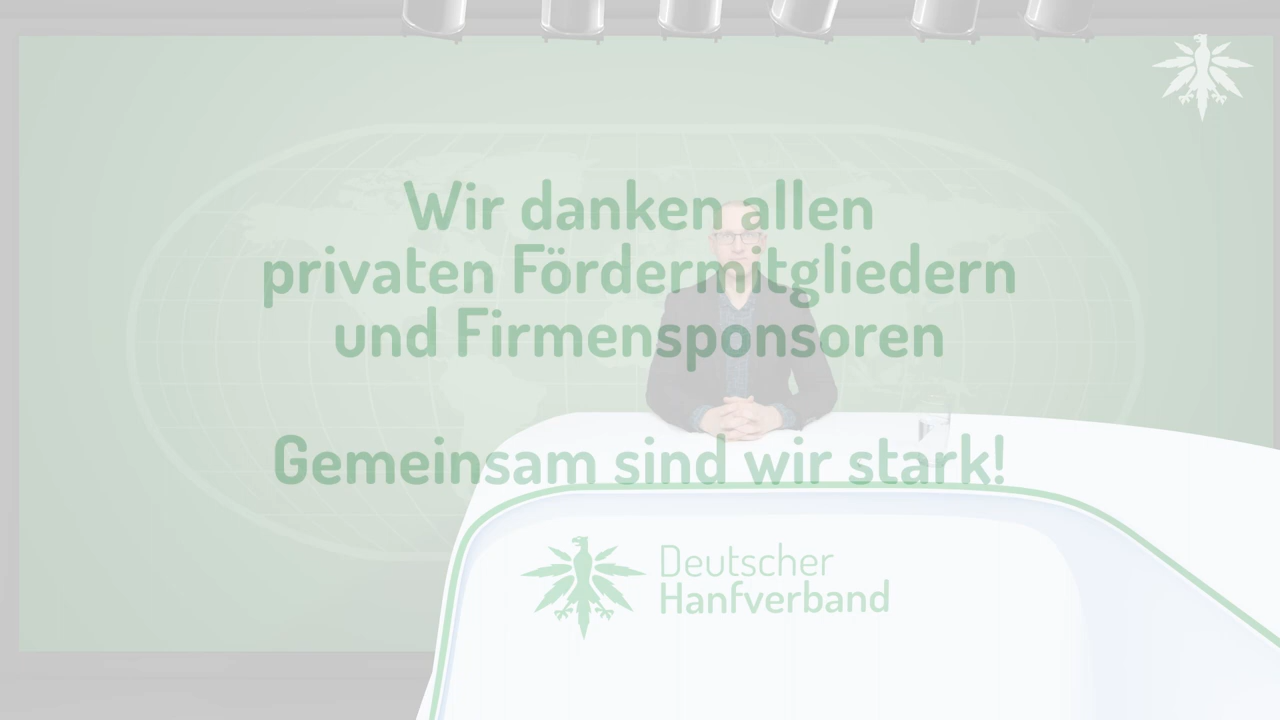 Wir danken allen
privaten Fördermitgliedern
und Firmensponsoren
Gemeinsam sind wir stark!
Deutscher
Hanfverband